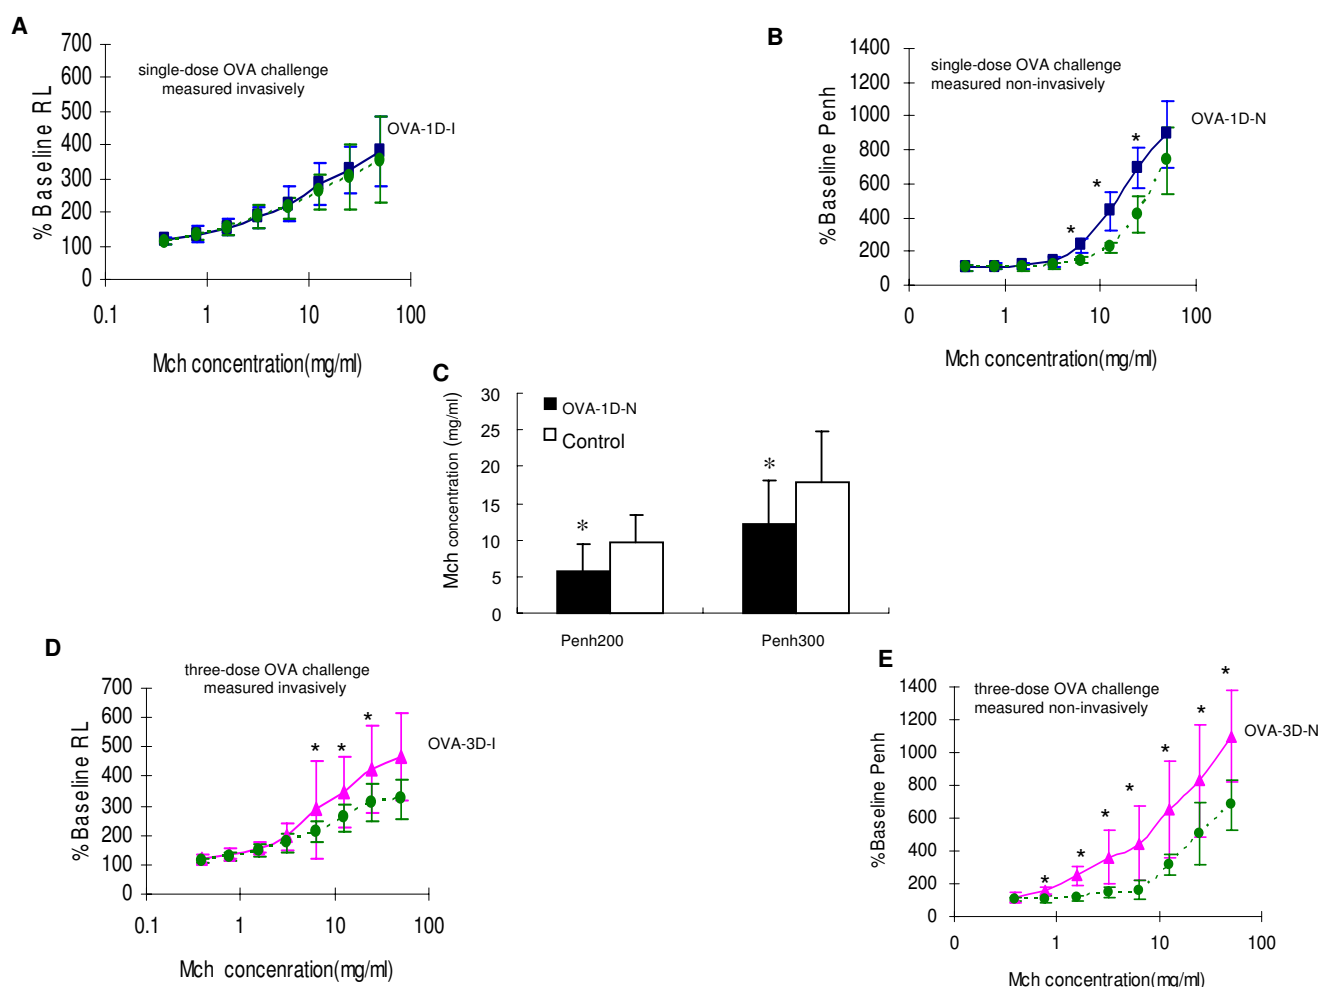 A
700
600
500
400
300
200
100
0
% Baseline RL
single-dose OVA challenge
measured invasively
OVA-1D-I
0.1
1
10
100
Mch concentration(mg/ml)
B
1400
1200
1000
800
600
400
200
0
%Baseline Penh
single-dose OVA challenge
measured non-invasively
OVA-1D-N
*
*
*
0
1
10
100
Mch concentration(mg/ml)
C
30
25
20
15
10
5
0
Mch concentration (mg/ml)
OVA-1D-N
Control
*
*
Penh200
Penh300
D
700
600
500
400
300
200
100
0
% Baseline RL
three-dose OVA challenge
measured invasively
OVA-3D-I
*
*
*
0.1
1
10
100
Mch concenration(mg/ml)
E
1400
1200
1000
800
600
400
200
0
%Baseline Penh
three-dose OVA challenge
measured non-invasively
OVA-3D-N
*
*
*
*
*
*
*
0
1
10
100
Mch concentration(mg/ml)